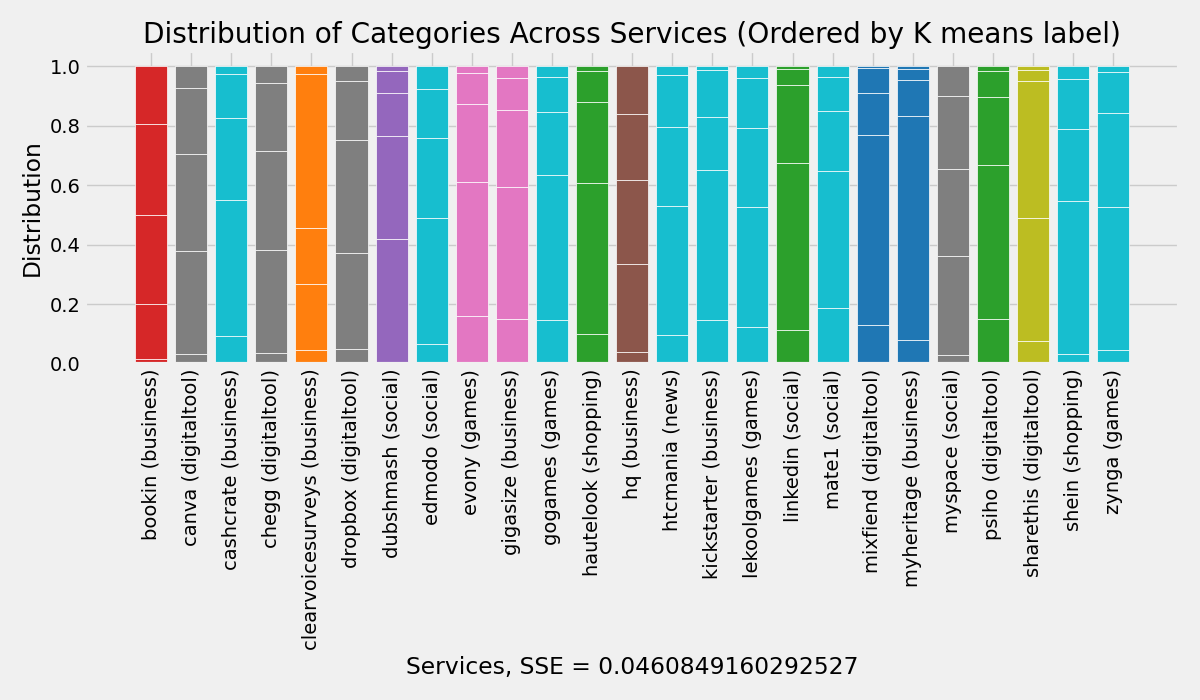 Distribution of Categories Across Services (Ordered by K means label)
Distribution
1.0
0.8
0.6
0.4
0.2
0.0
bookin (business)
canva (digitaltool)
cashcrate (business)
chegg (digitaltool)
clearvoicesurveys (business)
dropbox (digitaltool)
dubshmash (social)
edmodo (social)
evony (games)
gigasize (business)
gogames (games)
hautelook (shopping)
hq (business)
htcmania (news)
kickstarter (business)
lekoolgames (games)
linkedin (social)
mate1 (social)
mixfiend (digitaltool)
myheritage (business)
myspace (social)
psiho (digitaltool)
sharethis (digitaltool)
shein (shopping)
zynga (games)
Services, SSE = 0.0460849160292527